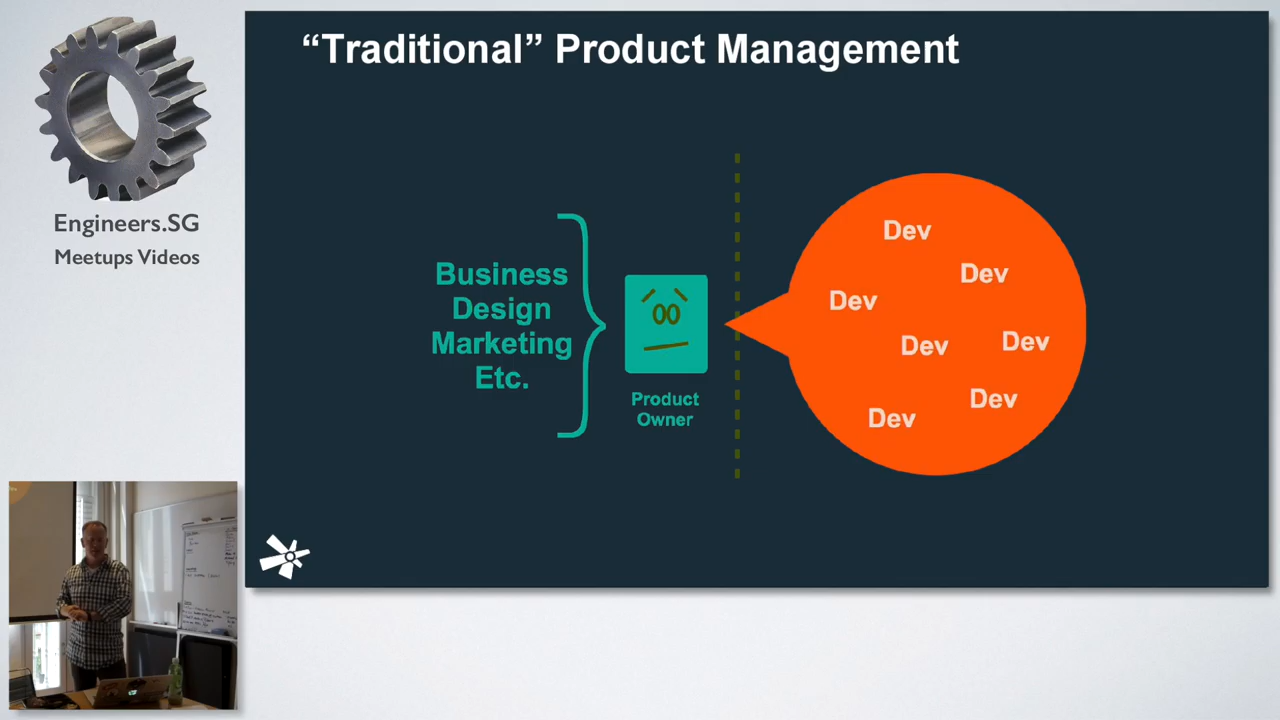 “Traditional” Product Management
Engineers.SG
Meetups Videos
Business
Design
Marketing
Etc.
Product
Owner
Dev
Dev
Dev
Dev
Dev
Dev
Dev